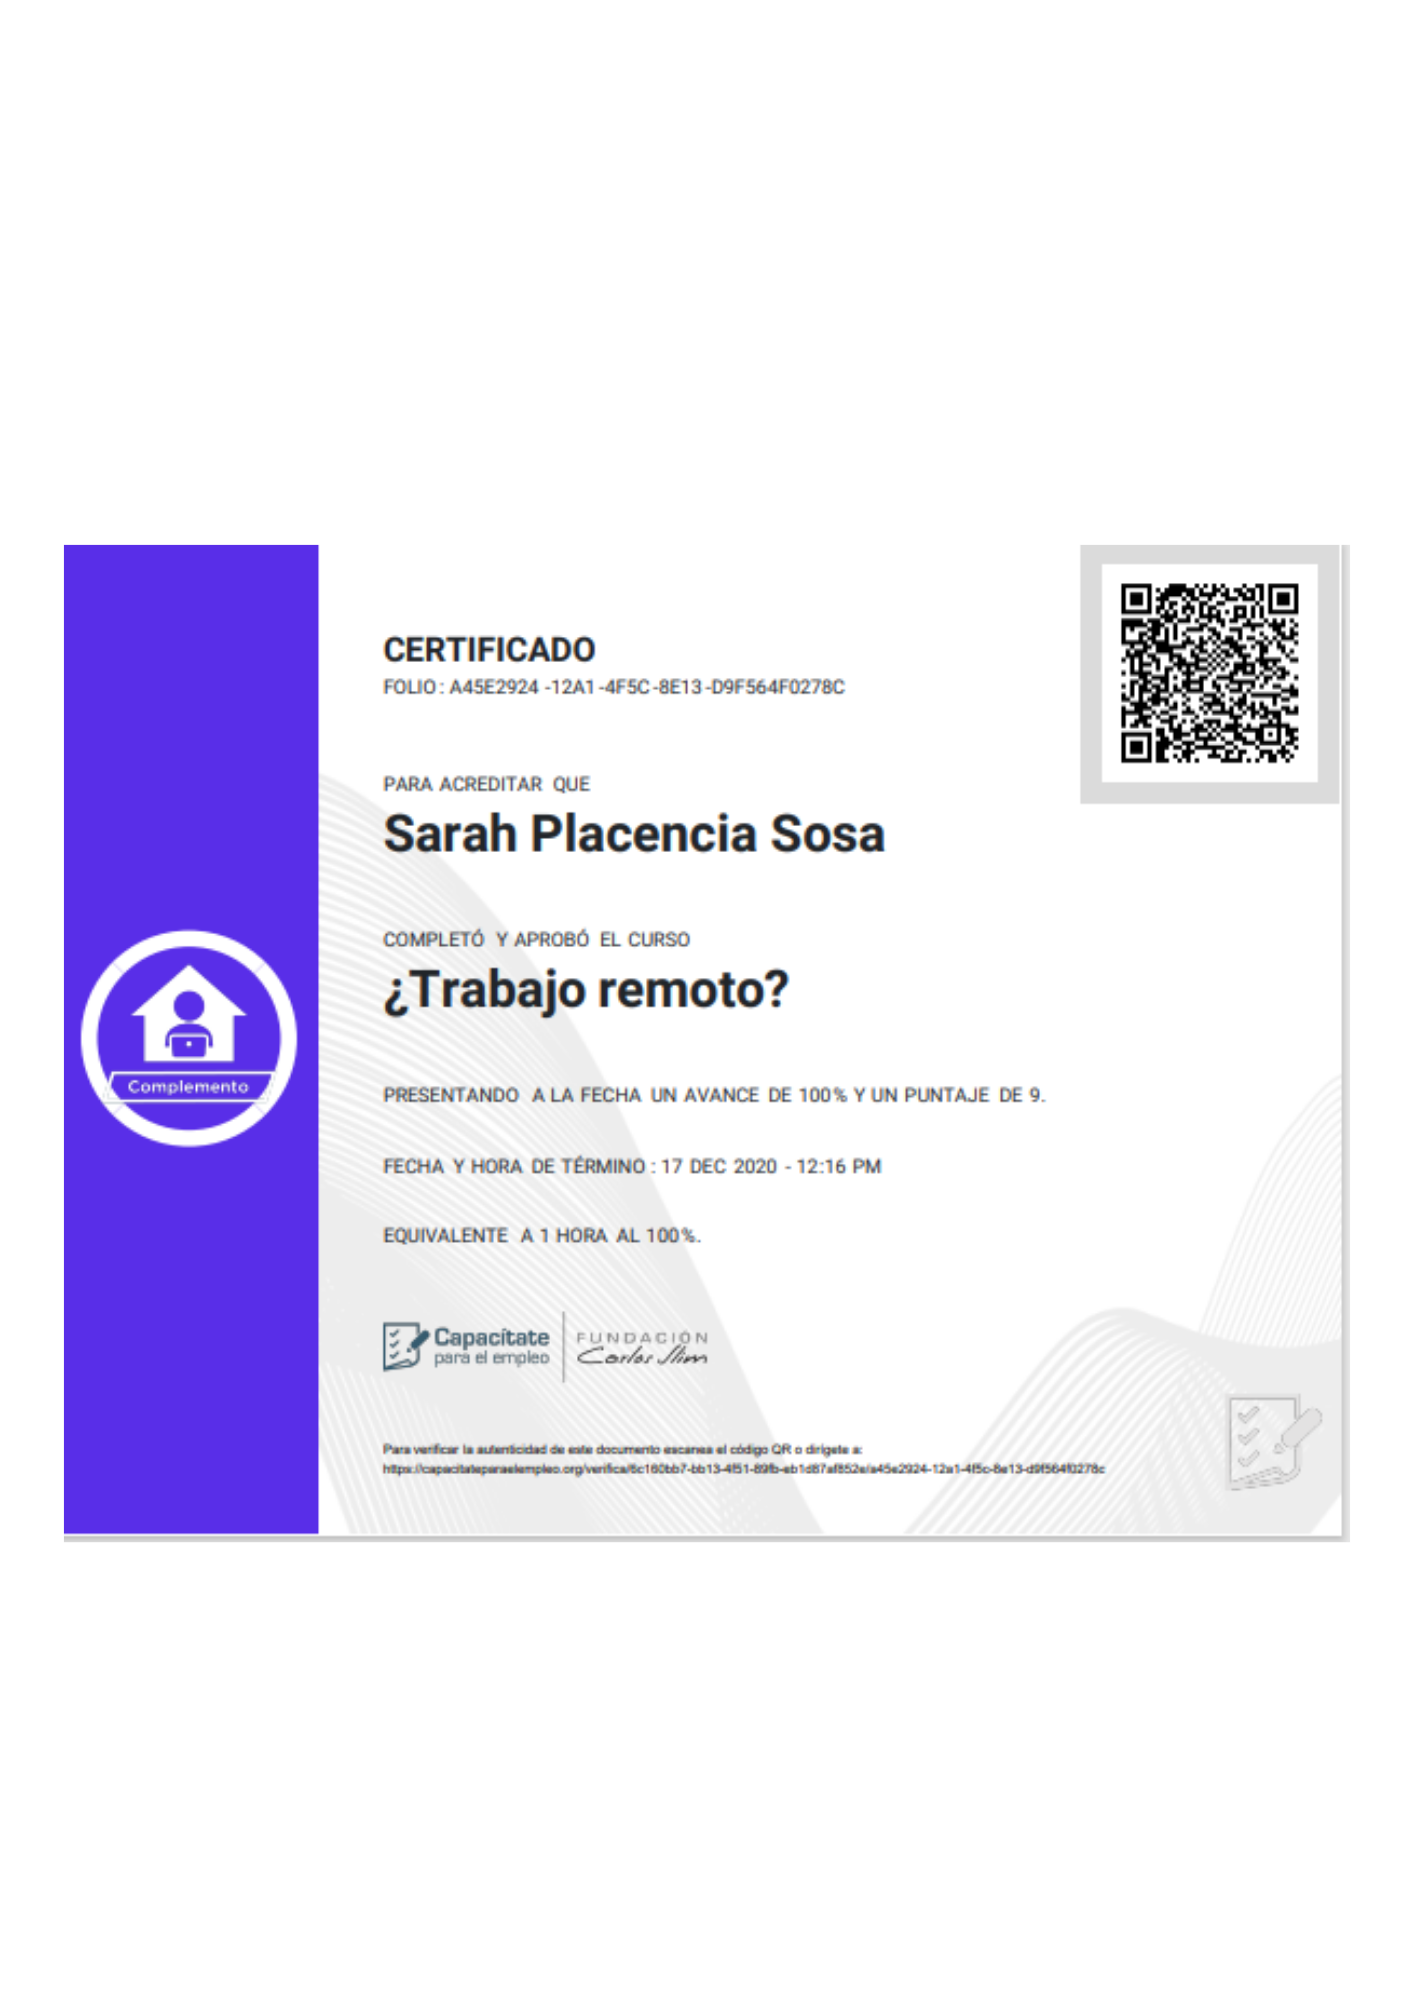 CERTIFICADO
FOLIO: A45E2924-12A1-4F5C-8E13-D9F564F0278C
PARA ACREDITAR QUE
Sarah Placencia Sosa
COMPLETÓ Y APROBÓ EL CURSO
¿Trabajo remoto?
Complemento
PRESENTANDO A LA FECHA UN AVANCE DE 100% Y UN PUNTAJE DE 9.
FECHA Y HORA DE TÉRMINO: 17 DEC 2020 - 12:16 PM
EQUIVALENTE A 1 HORA AL 100%.
Capacítate
para el empleo
FUNDACIÓN
Carlos Slim
Para verificar la autenticidad de este documento escanea el código QR o dirígete a:
https://capacitateparaelempleo.org/verifica/6c160bb7-bb13-4f51-89fb-eb1d87af852e/a45e2924-12a1-4f5c-8e13-d9f564f0278c